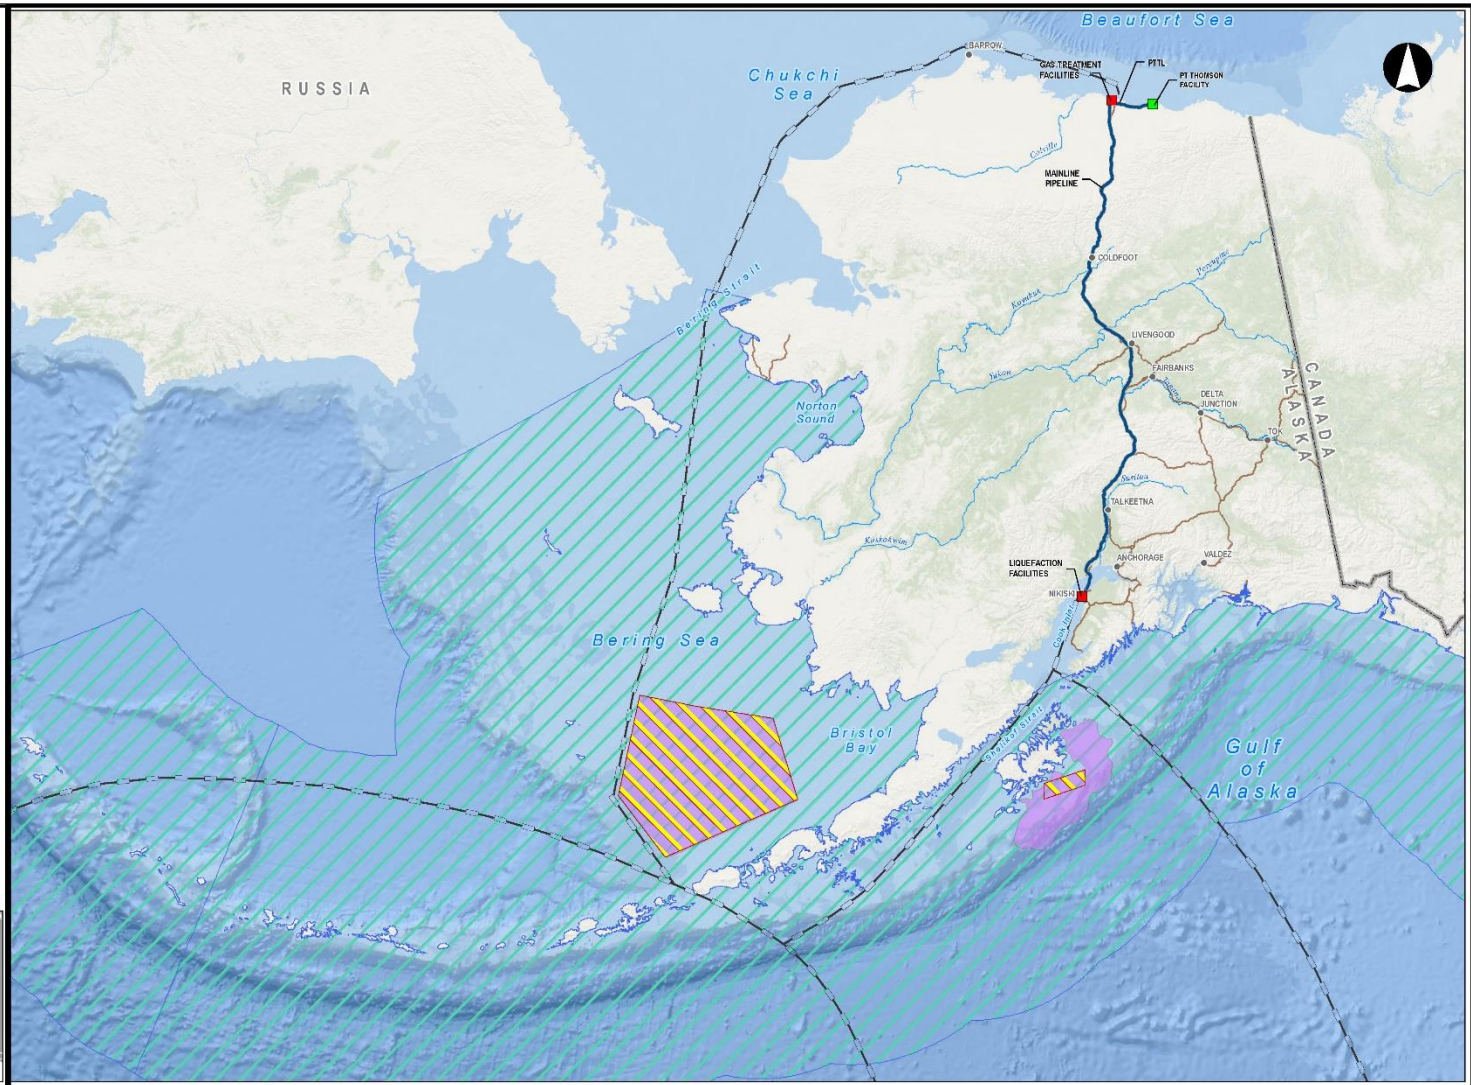 Beaufort Sea
BARROW
Chukchi
Sea
GAS TREATMENT
FACILITIES
PTTL
PT THOMSON
FACILITY
RUSSIA
Colville
MAINLINE
PIPELINE
COLDFOOT
Porcupine
Bering Strait
Koyukuk
LIVENGOOD
Yukon
FAIRBANKS
Tanana
CANADA
ALASKA
DELTA
JUNCTION
Norton
Sound
TOK
Susitna
TALKEETNA
Kuskokwim
ANCHORAGE
VALDEZ
LIQUEFACTION
FACILITIES
NIKISKI
Cook Inlet
Bering Sea
Bristol
Bay
Shelikof Strait
Gulf
of
Alaska